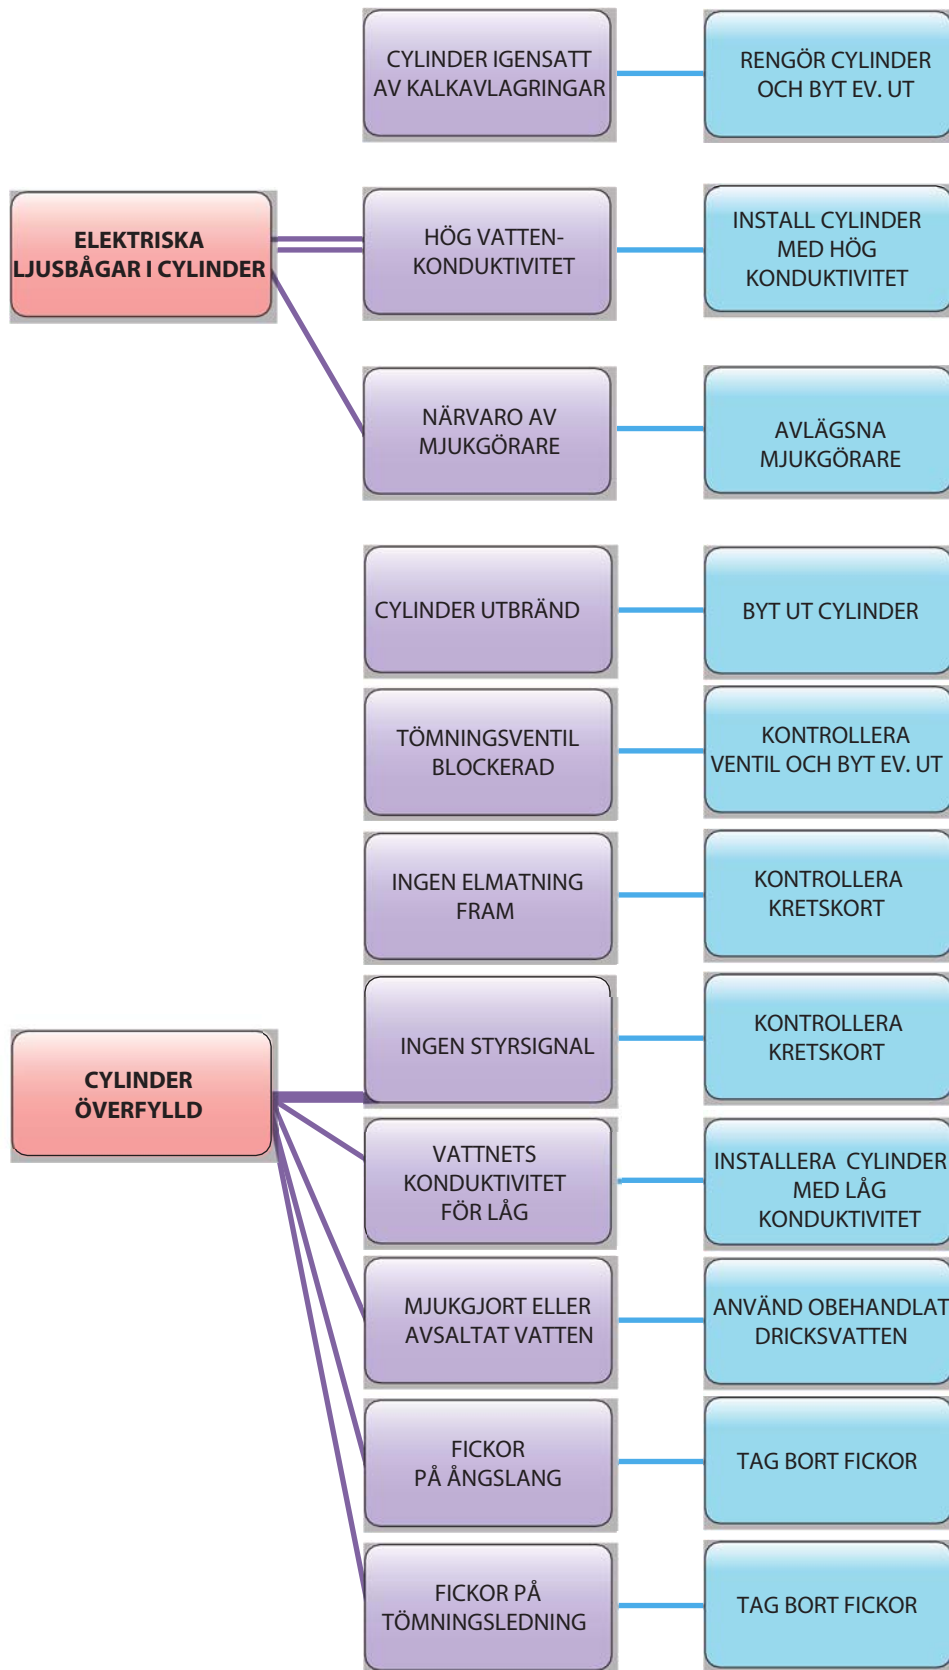 CYLINDER IGENSATT
AV KALKAVLAGRINGAR
RENGÖR CYLINDER
OCH BYT EV. UT
ELEKTRISKA
LJUSBÅGAR I CYLINDER
HÖG VATTEN-
KONDUKTIVITET
INSTALL CYLINDER
MED HÖG
KONDUKTIVITET
NÄRVARO AV
MJUKGÖRARE
AVLÄGSNA
MJUKGÖRARE
CYLINDER UTBRÄND
BYT UT CYLINDER
TÖMNINGSVENTIL
BLOCKERAD
KONTROLLERA
VENTIL OCH BYT EV. UT
INGEN ELMATNING
FRAM
KONTROLLERA
KRETSKORT
CYLINDER
ÖVERFYLLD
INGEN STYRSIGNAL
KONTROLLERA
KRETSKORT
VATTNETS
KONDUKTIVITET
FÖR LÅG
INSTALLERA CYLINDER
MED LÅG
KONDUKTIVITET
MJUKGJORT ELLER
AVSALTAT VATTEN
ANVÄND OBEHANDLAT
DRICKSVATTEN
FICKOR
PÅ ÅNGSLANG
TAG BORT FICKOR
FICKOR PÅ
TÖMNINGSLEDNING
TAG BORT FICKOR